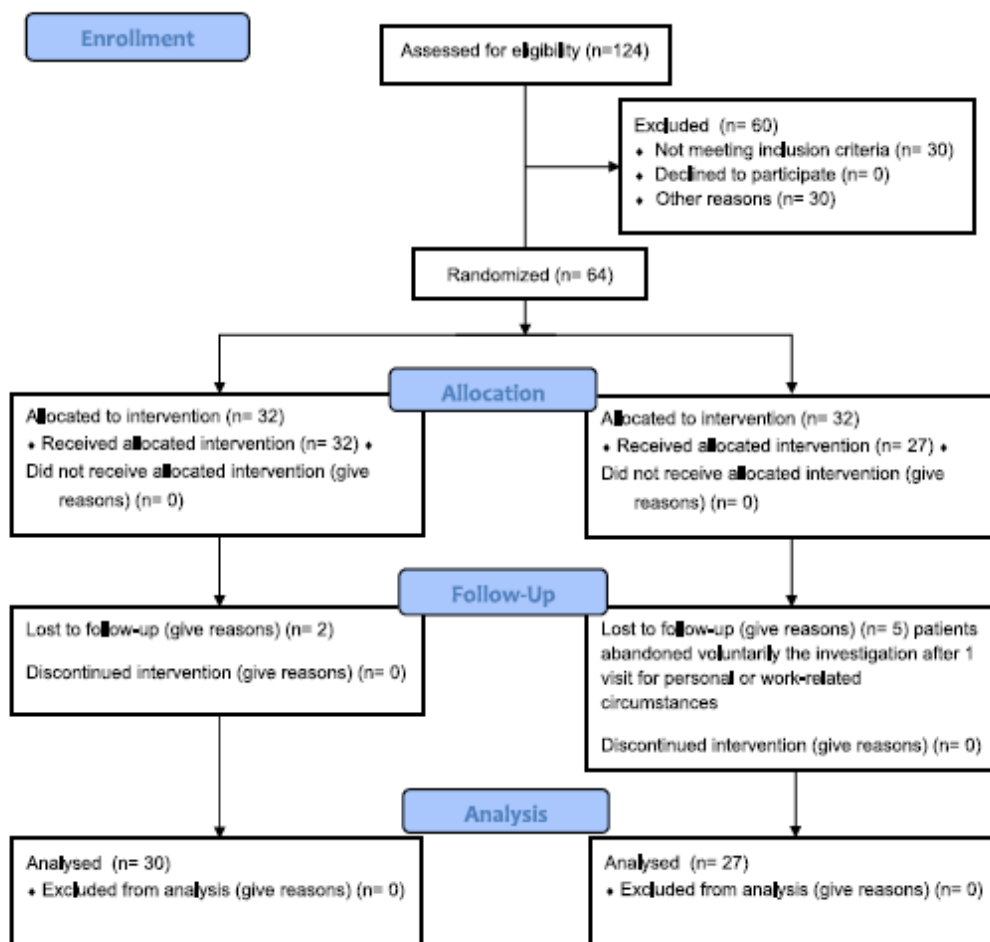 Enrollment
Assessed for eligibility (n=124)
Excluded (n= 60)
♦ Not meeting inclusion criteria (n= 30)
♦ Declined to participate (n= 0)
♦ Other reasons (n= 30)
Randomized (n= 64)
Allocation
Allocated to intervention (n= 32)
♦ Received allocated intervention (n= 32) ♦
Did not receive allocated intervention (give
reasons) (n= 0)
Allocated to intervention (n= 32)
♦ Received allocated intervention (n= 27) ♦
Did not receive allocated intervention (give
reasons) (n= 0)
Follow-Up
Lost to follow-up (give reasons) (n= 2)
Discontinued intervention (give reasons) (n= 0)
Lost to follow-up (give reasons) (n= 5) patients
abandoned voluntarily the investigation after 1
visit for personal or work-related
circumstances
Discontinued intervention (give reasons) (n= 0)
Analysis
Analysed (n= 30)
♦ Excluded from analysis (give reasons) (n= 0)
Analysed (n= 27)
♦ Excluded from analysis (give reasons) (n= 0)